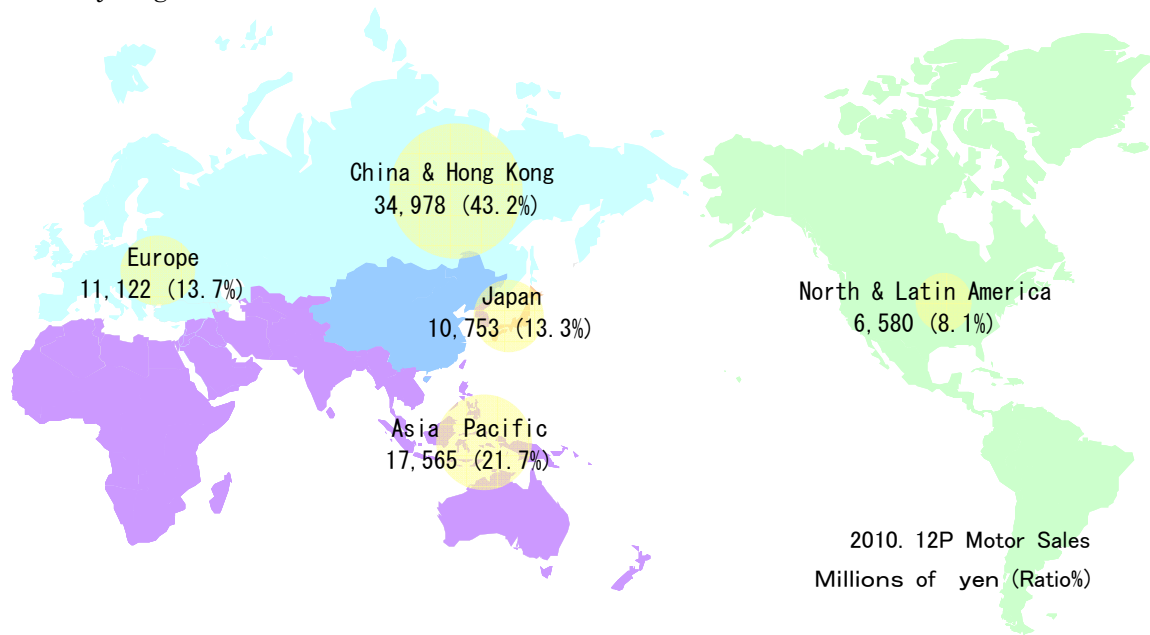 China & Hong Kong
34,978 (43.2%)
Europe
11,122 (13.7%)
Japan
10,753 (13.3%)
North & Latin America
6,580 (8.1%)
Asia Pacific
17,565 (21.7%)
2010. 12P Motor Sales
Millions of yen (Ratio%)